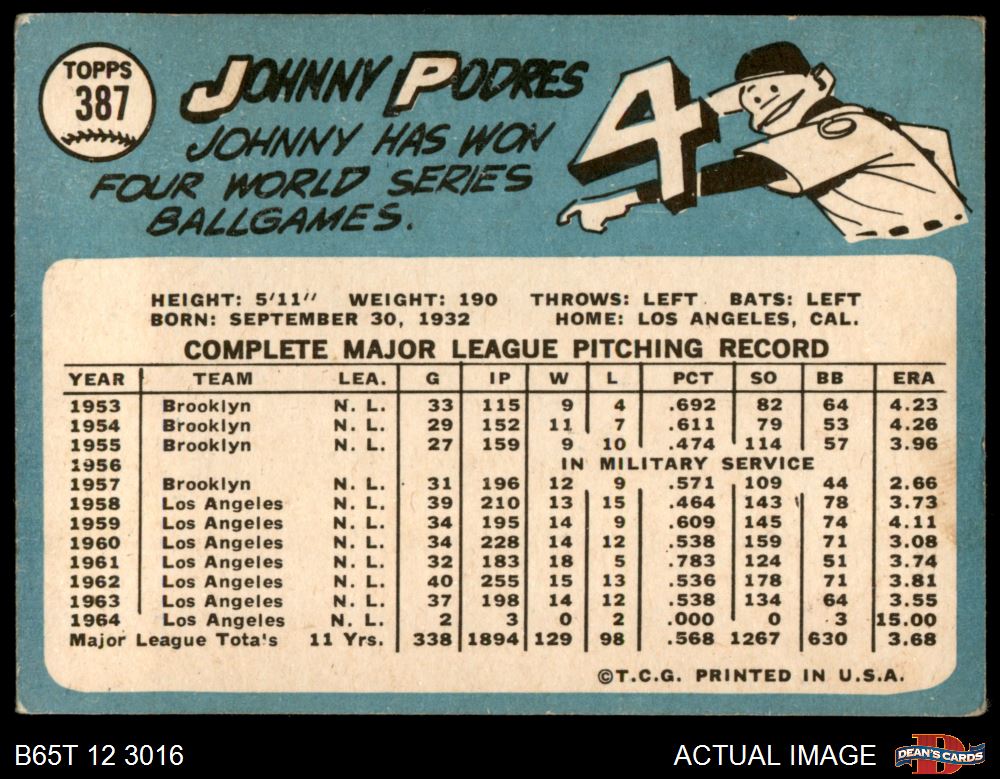 TOPPS
387
JOHNNY PODRES
JOHNNY HAS WON
FOUR WORLD SERIES
BALLGAMES.
4
HEIGHT: 5'11" WEIGHT: 190 THROWS: LEFT BATS: LEFT
BORN: SEPTEMBER 30, 1932 HOME: LOS ANGELES, CAL.
COMPLETE MAJOR LEAGUE PITCHING RECORD
YEAR TEAM LEA. G IP W L PCT SO BB ERA
1953 Brooklyn N. L. 33 115 9 4 .692 82 64 4.23
1954 Brooklyn N. L. 29 152 11 7 .611 79 53 4.26
1955 Brooklyn N. L. 27 159 9 10 .474 114 57 3.96
1956 IN MILITARY SERVICE
1957 Brooklyn N. L. 31 196 12 9 .571 109 44 2.66
1958 Los Angeles N. L. 39 210 13 15 .464 143 78 3.73
1959 Los Angeles N. L. 34 195 14 9 .609 145 74 4.11
1960 Los Angeles N. L. 34 228 14 12 .538 159 71 3.08
1961 Los Angeles N. L. 32 183 18 5 .783 124 51 3.74
1962 Los Angeles N. L. 40 255 15 13 .536 178 71 3.81
1963 Los Angeles N. L. 37 198 14 12 .538 134 64 3.55
1964 Los Angeles N. L. 2 3 0 2 .000 0 3 15.00
Major League Tota's 11 Yrs. 338 1894 129 98 .568 1267 630 3.68
©T.C.G. PRINTED IN U.S.A.
B65T 12 3016 ACTUAL IMAGE
DEAN'S CARDS